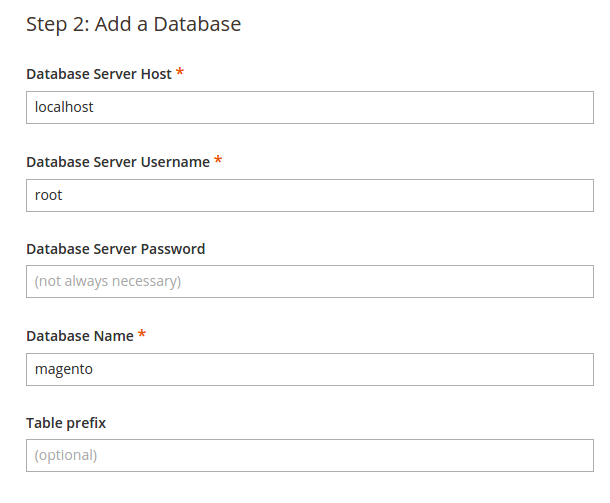 Step 2: Add a Database
Database Server Host *
localhost
Database Server Username *
root
Database Server Password
(not always necessary)
Database Name *
magento
Table prefix
(optional)